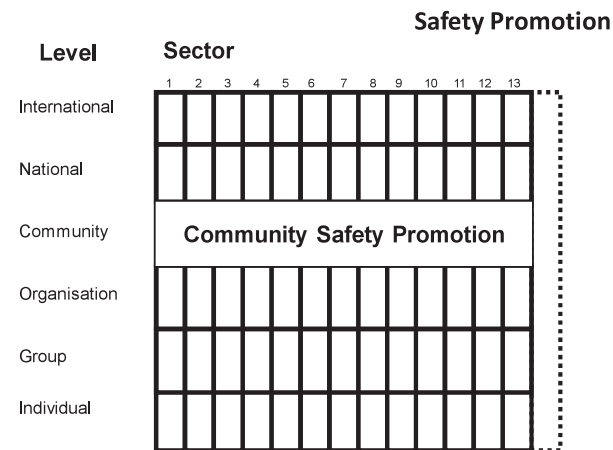 Safety Promotion
Level Sector
1 2 3 4 5 6 7 8 9 10 11 12 13
International
National
Community Community Safety Promotion
Organisation
Group
Individual